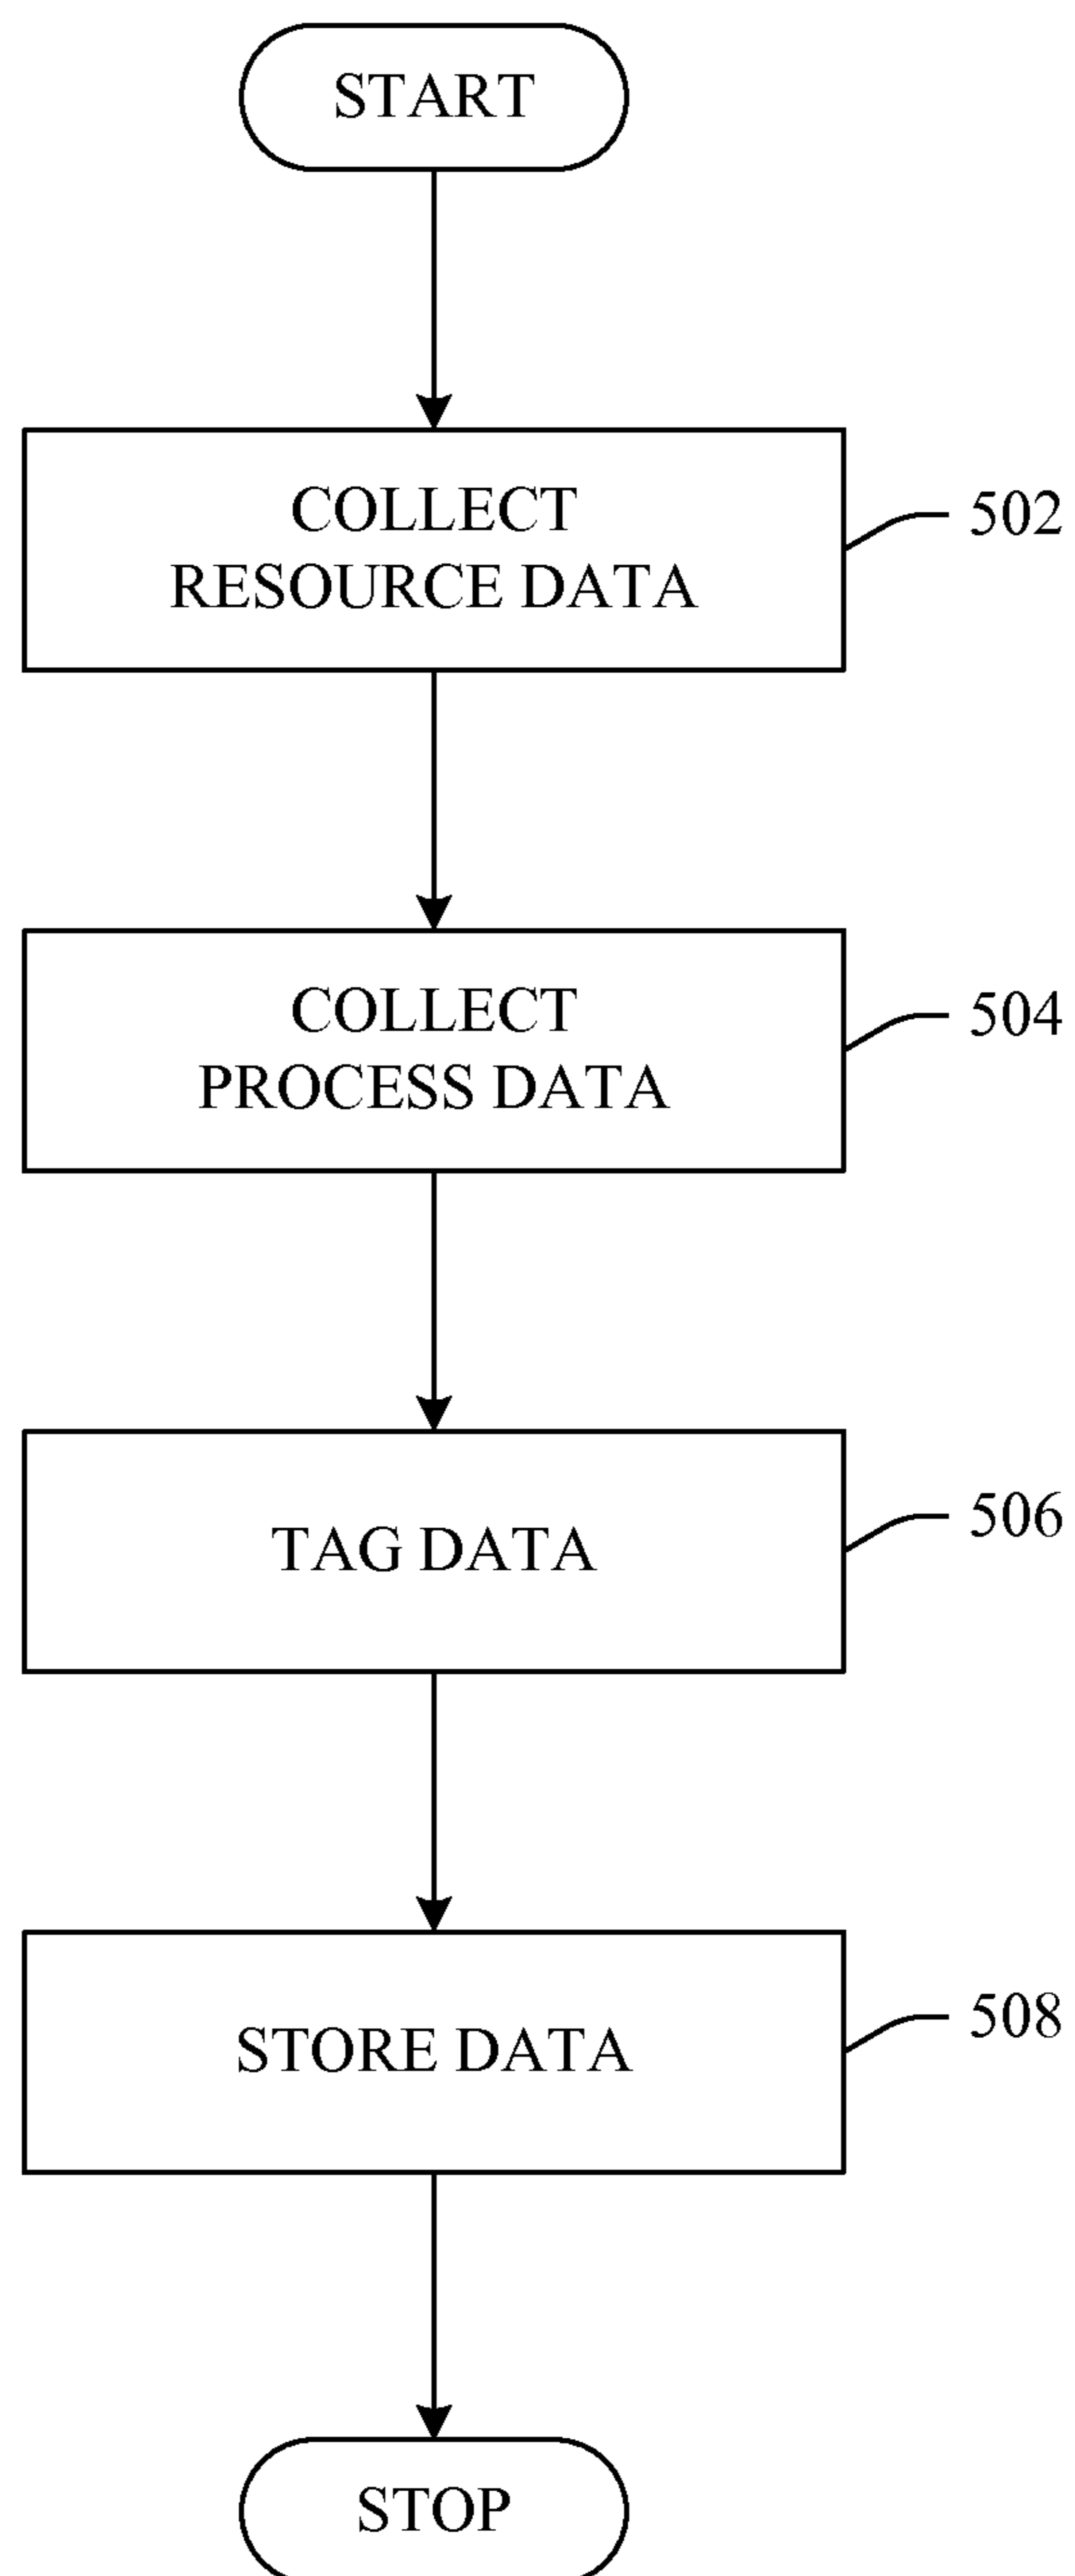 START
COLLECT
RESOURCE DATA
502
COLLECT
PROCESS DATA
504
TAG DATA
506
STORE DATA
508
STOP